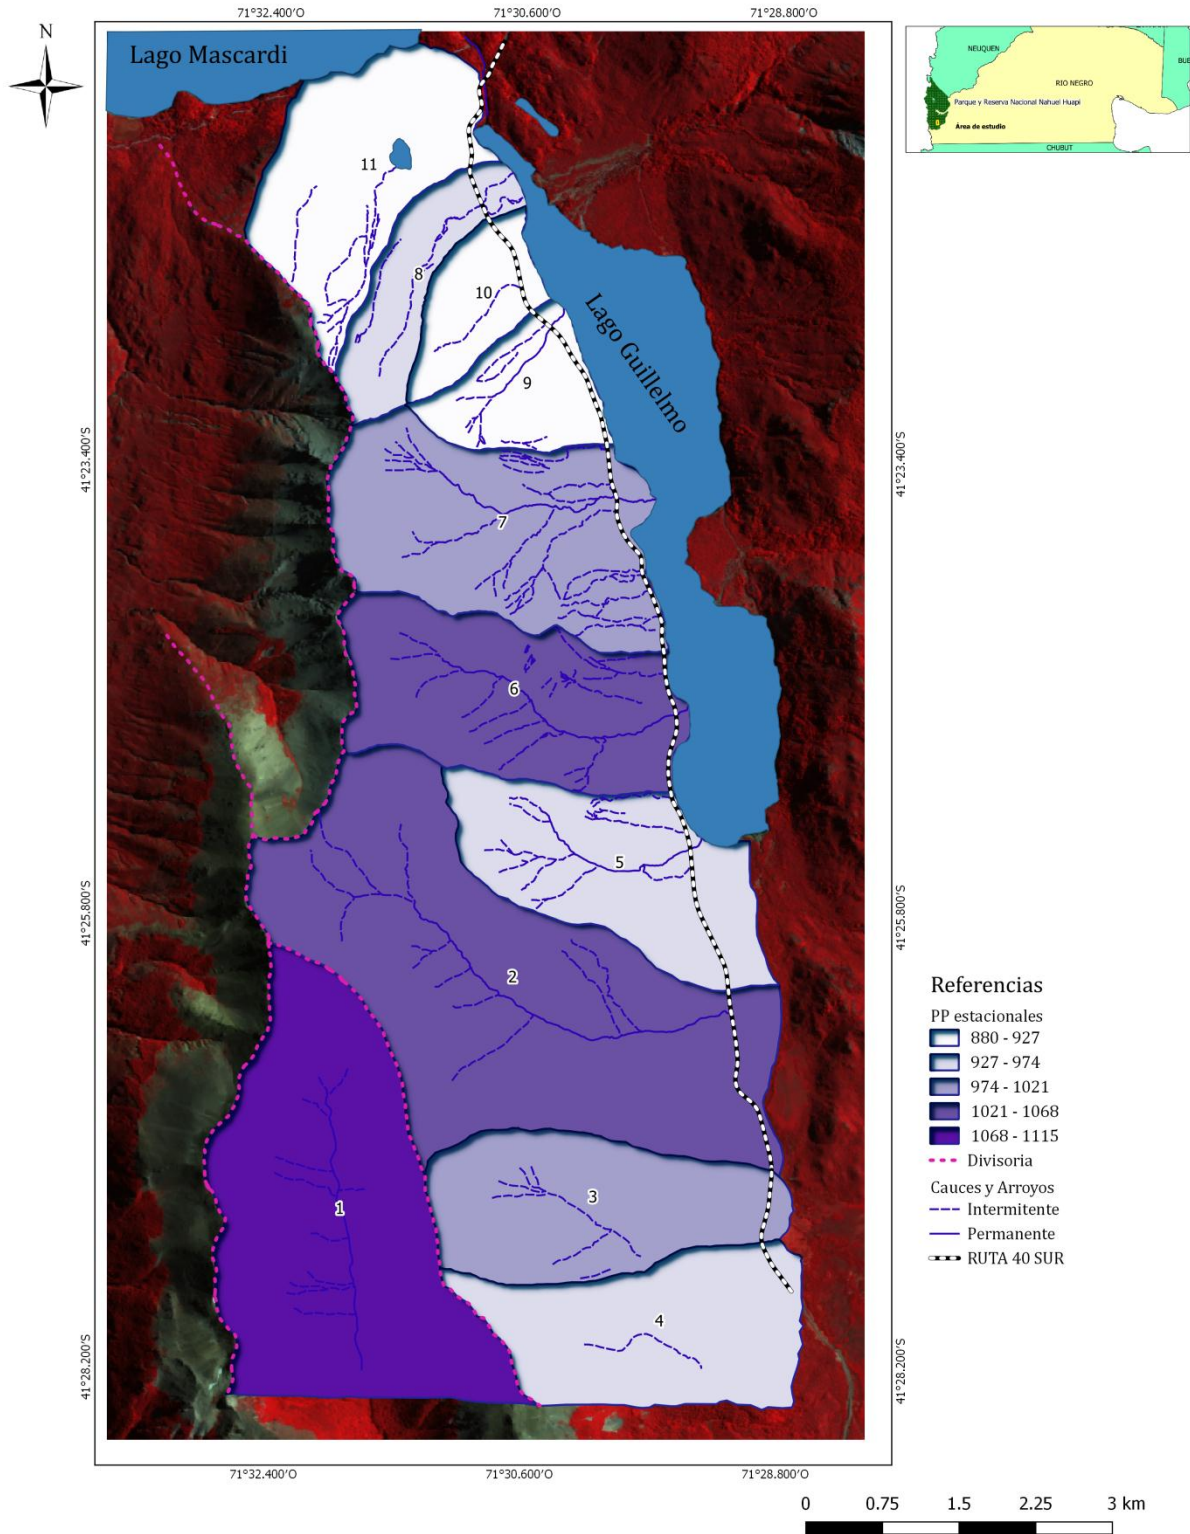 71°32.400'O 71°30.600'O 71°28.800'O
N
Lago Mascardi
NEUQUEN
BUE
RIO NEGRO
Parque y Reserva Nacional Nahuel Huapi
Área de estudio
CHUBUT
11
8
10
Lago Guillelmo
9
41°23.400'S
41°23.400'S
7
6
5
41°25.800'S
41°25.800'S
2
Referencias
PP estacionales
880 - 927
927 - 974
974 - 1021
1021 - 1068
1068 - 1115
Divisoria
Cauces y Arroyos
Intermitente
Permanente
RUTA 40 SUR
3
1
4
41°28.200'S
41°28.200'S
71°32.400'O 71°30.600'O 71°28.800'O
0 0.75 1.5 2.25 3 km